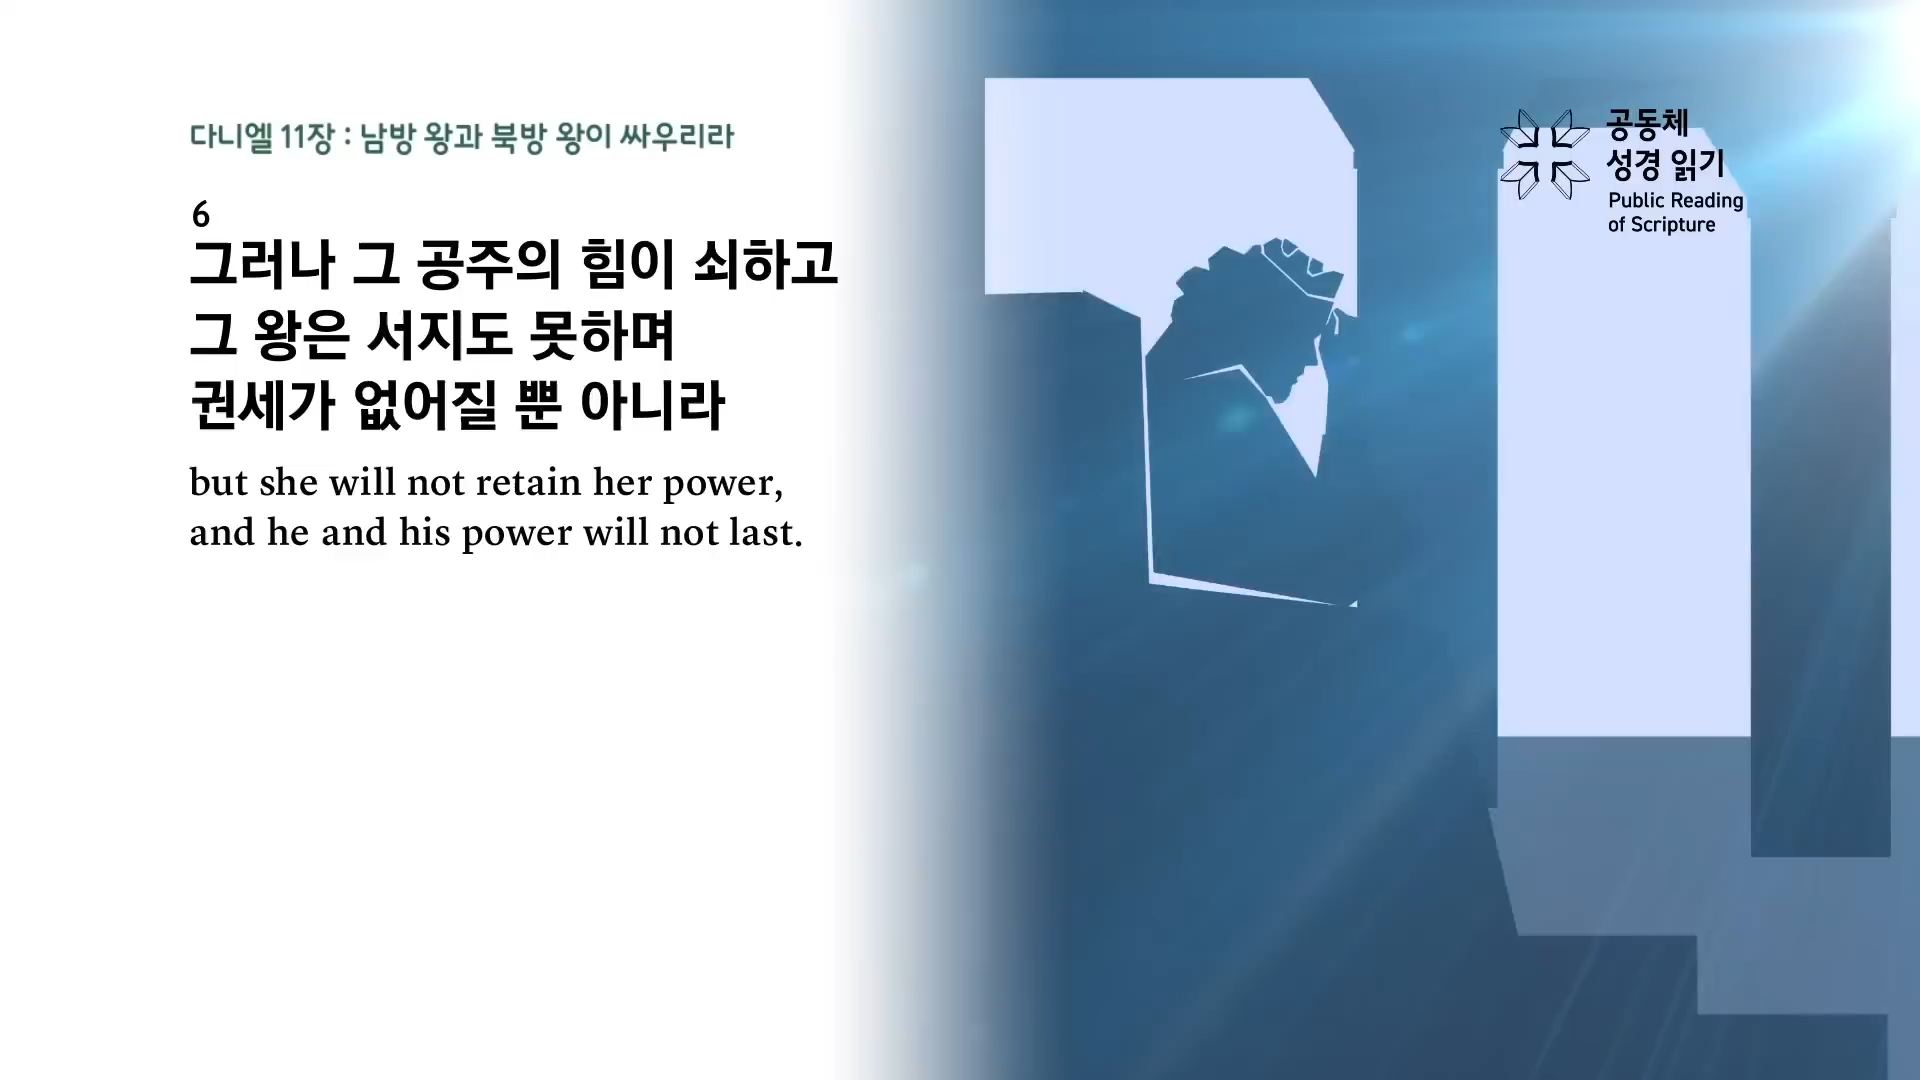 다니엘 11장 : 남방 왕과 북방 왕이 싸우리라
6
그러나 그 공주의 힘이 쇠하고
그 왕은 서지도 못하며
권세가 없어질 뿐 아니라
but she will not retain her power,
and he and his power will not last.
공동체
성경 읽기
Public Reading
of Scripture